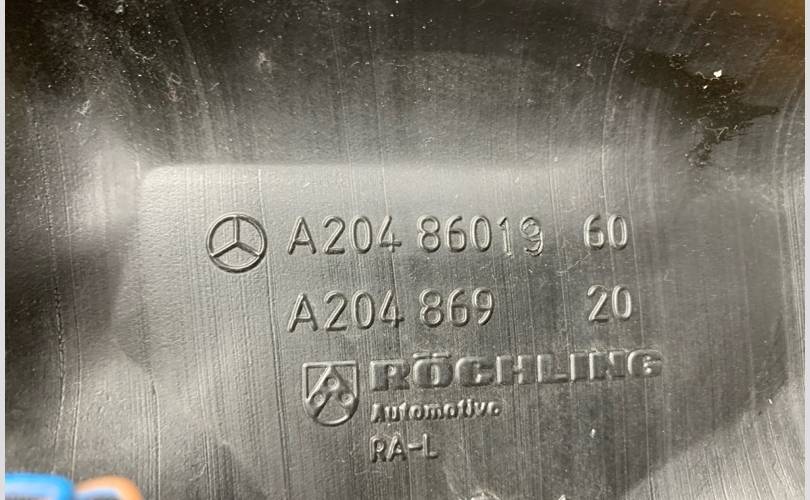 A204 86019 60
A204 869 20
RÖCHLING
Automotive
RA-L